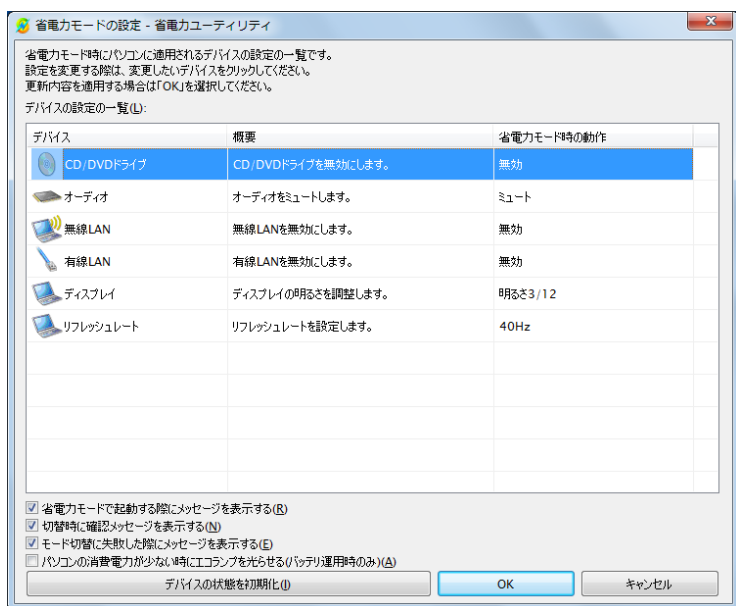 省電力モードの設定 - 省電力ユーティリティ
省電力モード時にパソコンに適用されるデバイスの設定の一覧です。
設定を変更する際は、変更したいデバイスをクリックしてください。
更新内容を適用する場合は「OK」を選択してください。
デバイスの設定の一覧(L):
デバイス 概要 省電力モード時の動作
CD/DVDドライブ CD/DVDドライブを無効にします。 無効
オーディオ オーディオをミュートします。 ミュート
無線LAN 無線LANを無効にします。 無効
有線LAN 有線LANを無効にします。 無効
ディスプレイ ディスプレイの明るさを調整します。 明るさ3/12
リフレッシュレート リフレッシュレートを設定します。 40Hz
省電力モードで起動する際にメッセージを表示する(R)
切替時に確認メッセージを表示する(N)
モード切替に失敗した際にメッセージを表示する(E)
パソコンの消費電力が少ない時にエコランプを光らせる(バッテリ運用時のみ)(A)
デバイスの状態を初期化(I) OK キャンセル